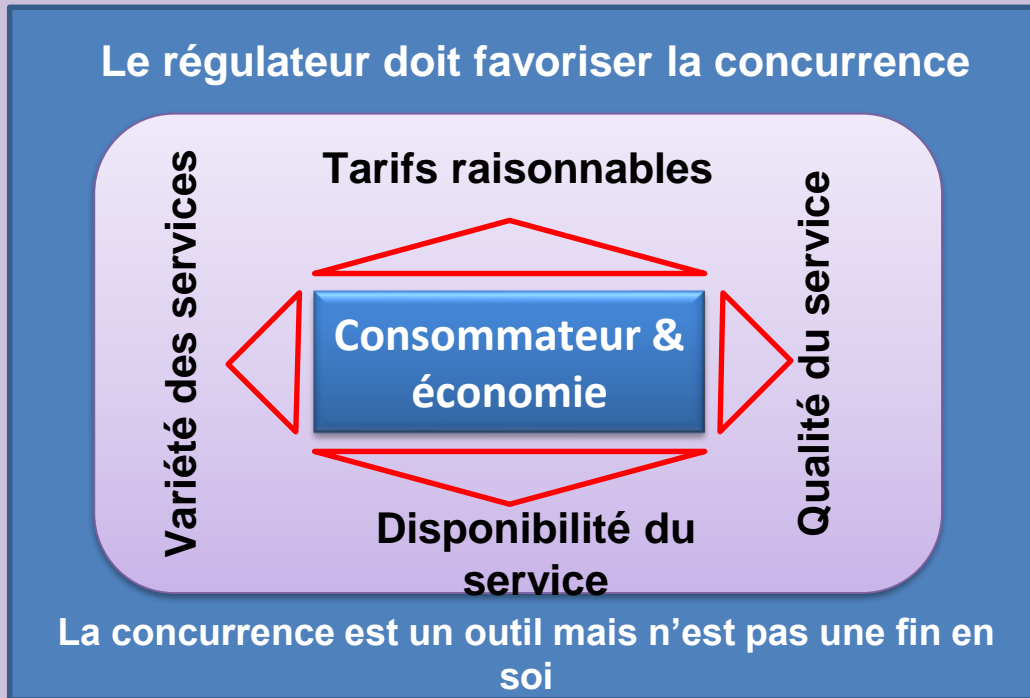 Le régulateur doit favoriser la concurrence
Tarifs raisonnables
Variété des services
Consommateur &
économie
Qualité du service
Disponibilité du
service
La concurrence est un outil mais n’est pas une fin en
soi